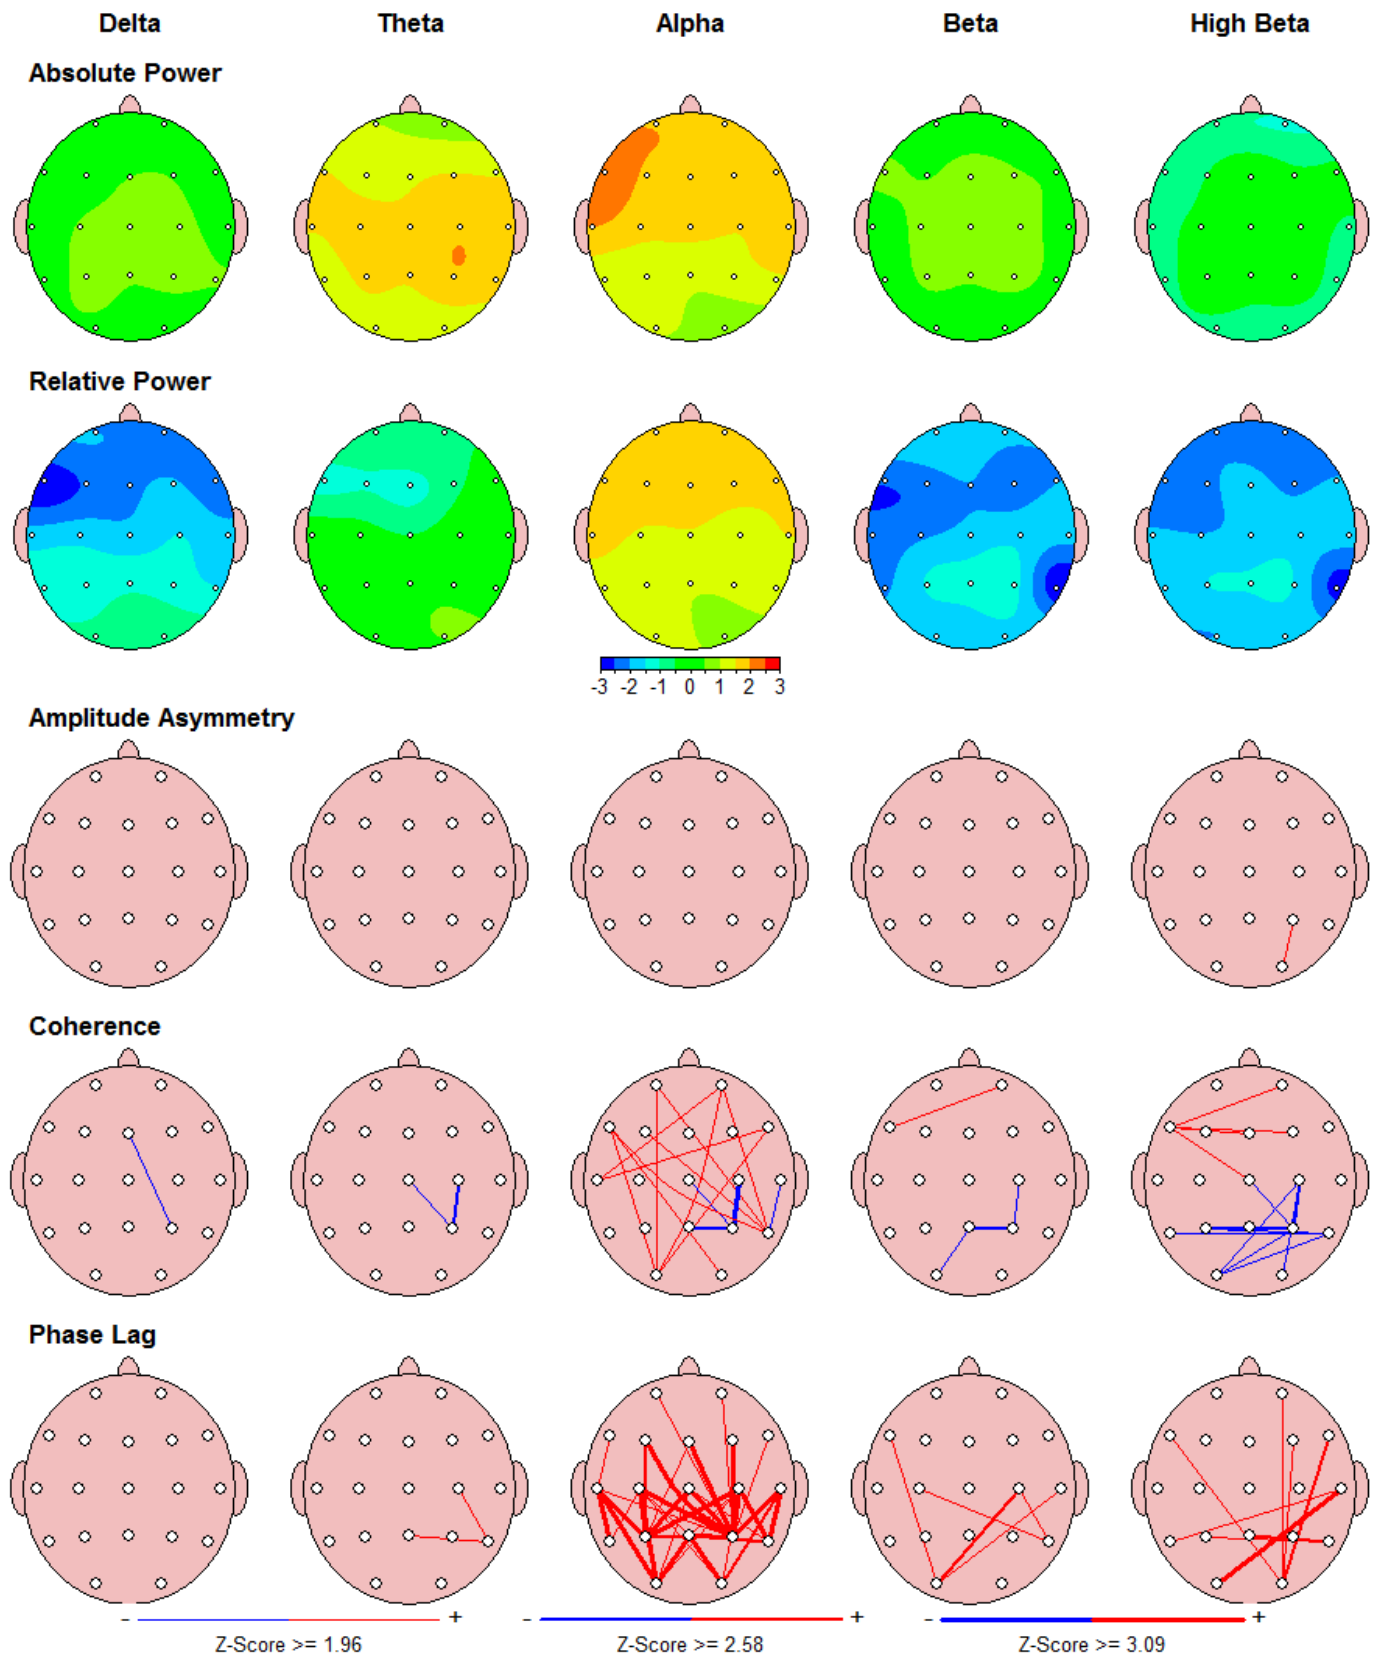 Delta Theta Alpha Beta High Beta
Absolute Power
Relative Power
-3 -2 -1 0 1 2 3
Amplitude Asymmetry
Coherence
Phase Lag
- + - + - +
Z-Score >= 1.96 Z-Score >= 2.58 Z-Score >= 3.09